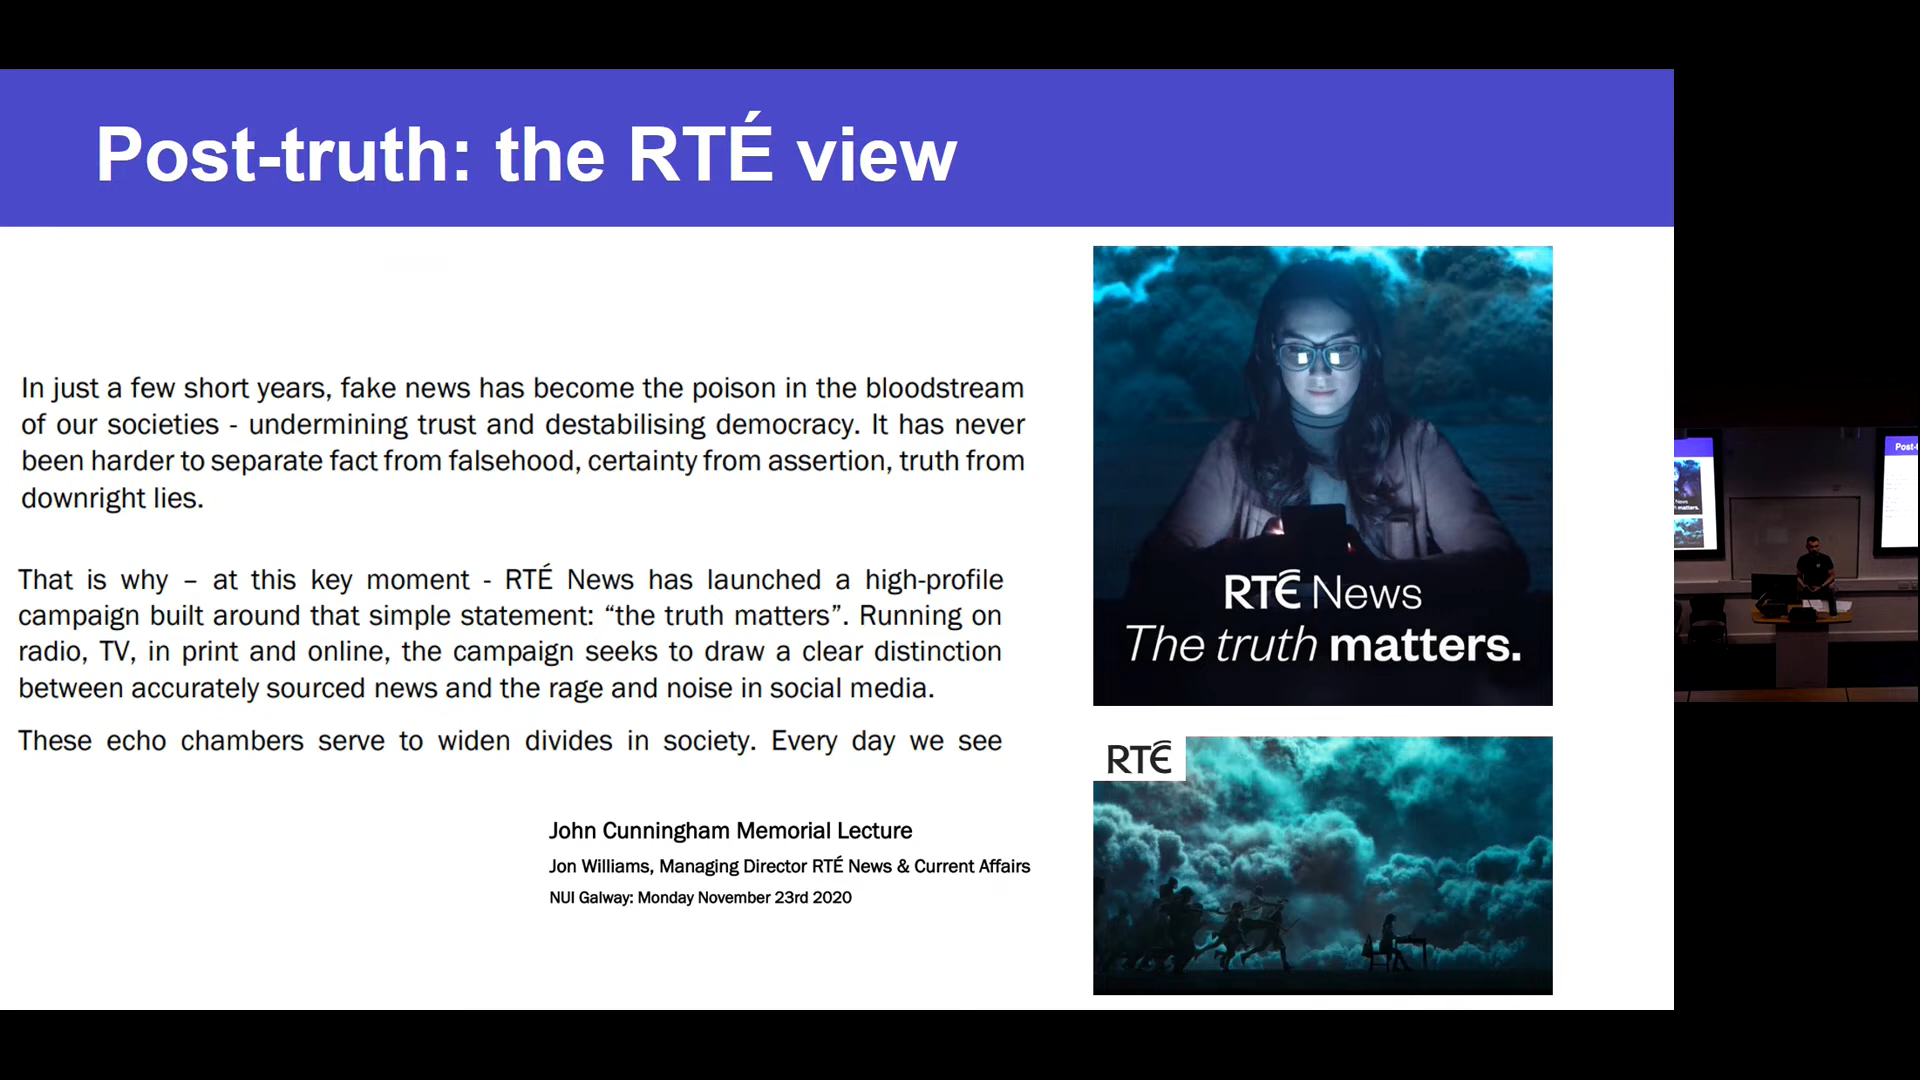 Post-truth: the RTÉ view
In just a few short years, fake news has become the poison in the bloodstream
of our societies - undermining trust and destabilising democracy. It has never
been harder to separate fact from falsehood, certainty from assertion, truth from
downright lies.
That is why – at this key moment - RTÉ News has launched a high-profile
campaign built around that simple statement: “the truth matters”. Running on
radio, TV, in print and online, the campaign seeks to draw a clear distinction
between accurately sourced news and the rage and noise in social media.
These echo chambers serve to widen divides in society. Every day we see
John Cunningham Memorial Lecture
Jon Williams, Managing Director RTÉ News & Current Affairs
NUI Galway: Monday November 23rd 2020
RTÉ News
The truth matters.
RTÉ
News
matters.
Post-t